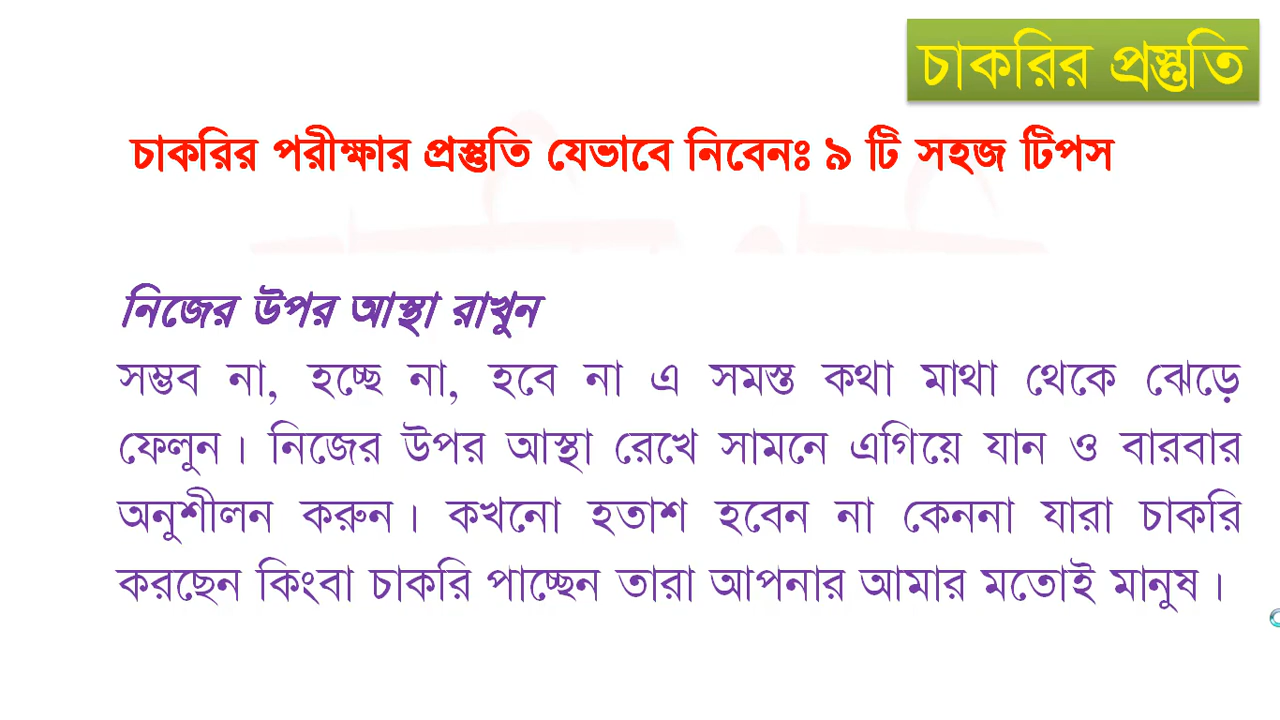 চাকরির প্রস্তুতি
চাকরির পরীক্ষার প্রস্তুতি যেভাবে নিবেনঃ ৯ টি সহজ টিপস
নিজের উপর আস্থা রাখুন
সম্ভব না, হচ্ছে না, হবে না এ সমস্ত কথা মাথা থেকে ঝেড়ে
ফেলুন। নিজের উপর আস্থা রেখে সামনে এগিয়ে যান ও বারবার
অনুশীলন করুন। কখনো হতাশ হবেন না কেননা যারা চাকরি
করছেন কিংবা চাকরি পাচ্ছেন তারা আপনার আমার মতোই মানুষ।